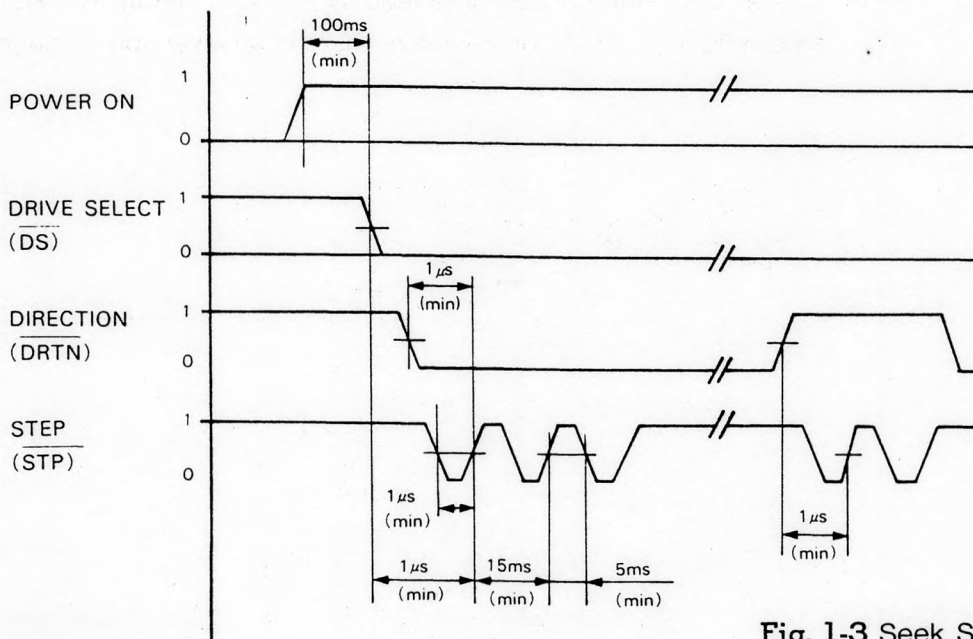 100ms
(min)
1
POWER ON
0
1
DRIVE SELECT
(DS)
0
1μs
(min)
1
DIRECTION
(DRTN)
0
1
STEP
(STP)
0
1μs
(min)
1μs
(min)
1μs
(min)
15ms
(min)
5ms
(min)
Fig. 1-3 Seek S